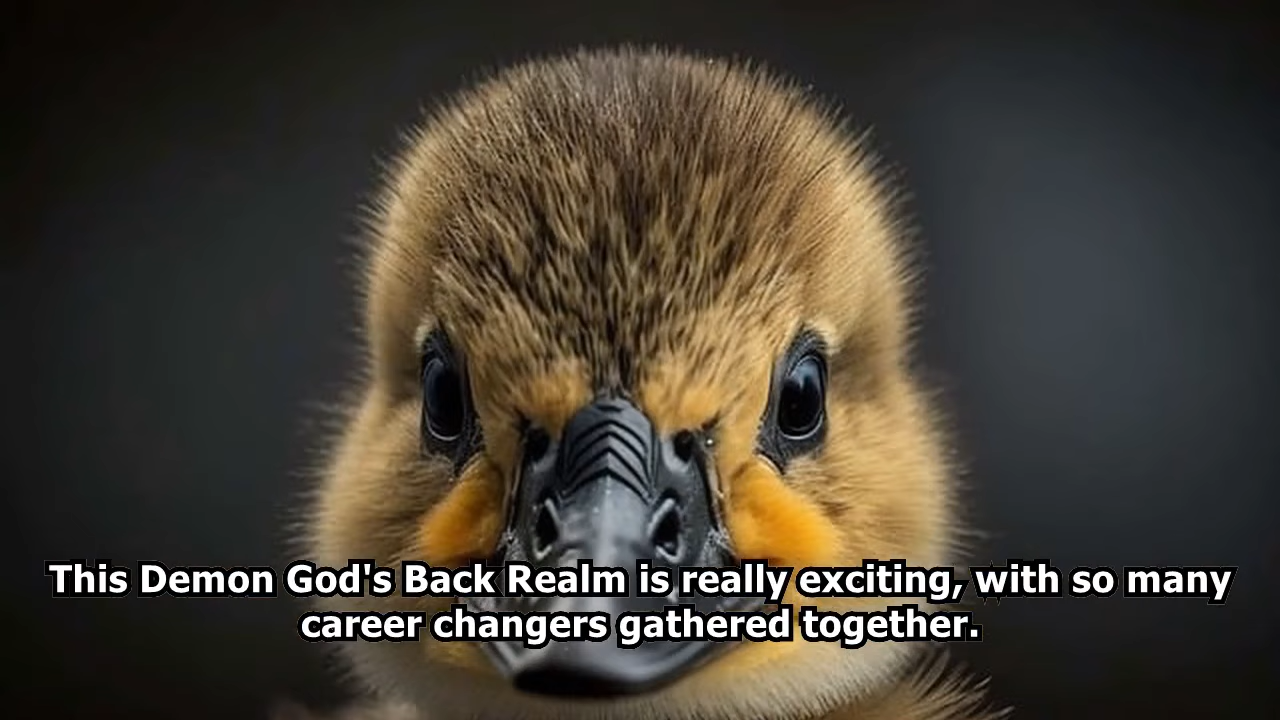 This Demon God's Back Realm is really exciting, with so many
career changers gathered together.